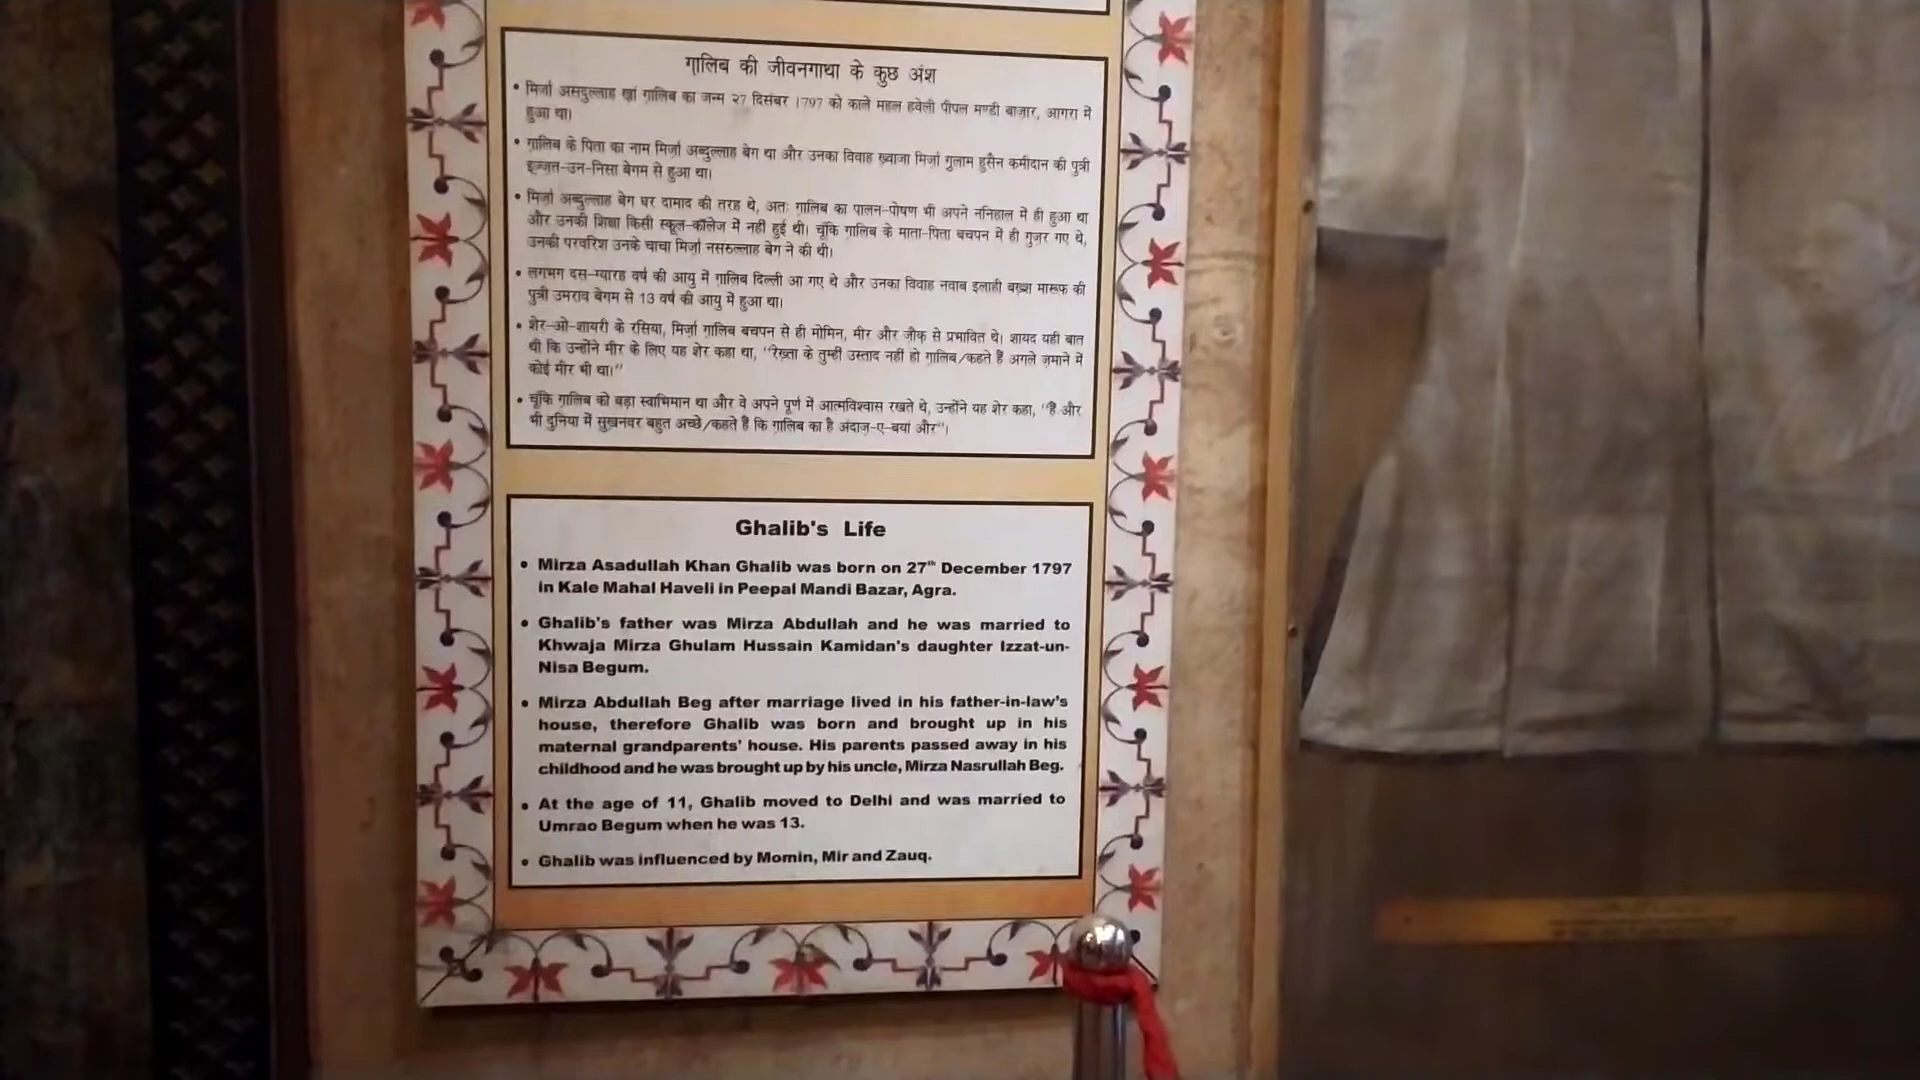 ग़ालिब की जीवनगाथा के कुछ अंश
• मिर्ज़ा असदुल्लाह ख़ां ग़ालिब का जन्म २७ दिसंबर 1797 को काले महल हवेली पीपल मण्डी बाज़ार, आगरा में
हुआ था।
• ग़ालिब के पिता का नाम मिर्ज़ा अब्दुल्लाह बेग था और उनका विवाह ख़्वाजा मिर्ज़ा ग़ुलाम हुसैन कमीदान की पुत्री
इज़्ज़त-उन-निसा बेगम से हुआ था।
• मिर्ज़ा अब्दुल्लाह बेग घर दामाद की तरह थे, अतः ग़ालिब का पालन-पोषण भी अपने ननिहाल में ही हुआ था
और उनकी शिक्षा किसी स्कूल-कॉलेज में नहीं हुई थी। चूंकि ग़ालिब के माता-पिता बचपन में ही गुज़र गए थे,
उनकी परवरिश उनके चाचा मिर्ज़ा नसरुल्लाह बेग ने की थी।
• लगभग दस-ग्यारह वर्ष की आयु में ग़ालिब दिल्ली आ गए थे और उनका विवाह नवाब इलाही बख़्श मारूफ की
पुत्री उमराव बेगम से 13 वर्ष की आयु में हुआ था।
• शेर-ओ-शायरी के रसिया, मिर्ज़ा ग़ालिब बचपन से ही मोमिन, मीर और ज़ौक़ से प्रभावित थे। शायद यही बात
थी कि उन्होंने मीर के लिए यह शेर कहा था, "रेख़्ता के तुम्हीं उस्ताद नहीं हो ग़ालिब/कहते हैं अगले ज़माने में
कोई मीर भी था।"
• चूंकि ग़ालिब को बड़ा स्वाभिमान था और वे अपने पूर्ण में आत्मविश्वास रखते थे, उन्होंने यह शेर कहा, "हैं और
भी दुनिया में सुख़नवर बहुत अच्छे/कहते हैं कि ग़ालिब का है अंदाज़-ए-बयां और"।
Ghalib's Life
• Mirza Asadullah Khan Ghalib was born on 27th December 1797
in Kale Mahal Haveli in Peepal Mandi Bazar, Agra.
• Ghalib's father was Mirza Abdullah and he was married to
Khwaja Mirza Ghulam Hussain Kamidan's daughter Izzat-un-
Nisa Begum.
• Mirza Abdullah Beg after marriage lived in his father-in-law's
house, therefore Ghalib was born and brought up in his
maternal grandparents' house. His parents passed away in his
childhood and he was brought up by his uncle, Mirza Nasrullah Beg.
• At the age of 11, Ghalib moved to Delhi and was married to
Umrao Begum when he was 13.
• Ghalib was influenced by Momin, Mir and Zauq.